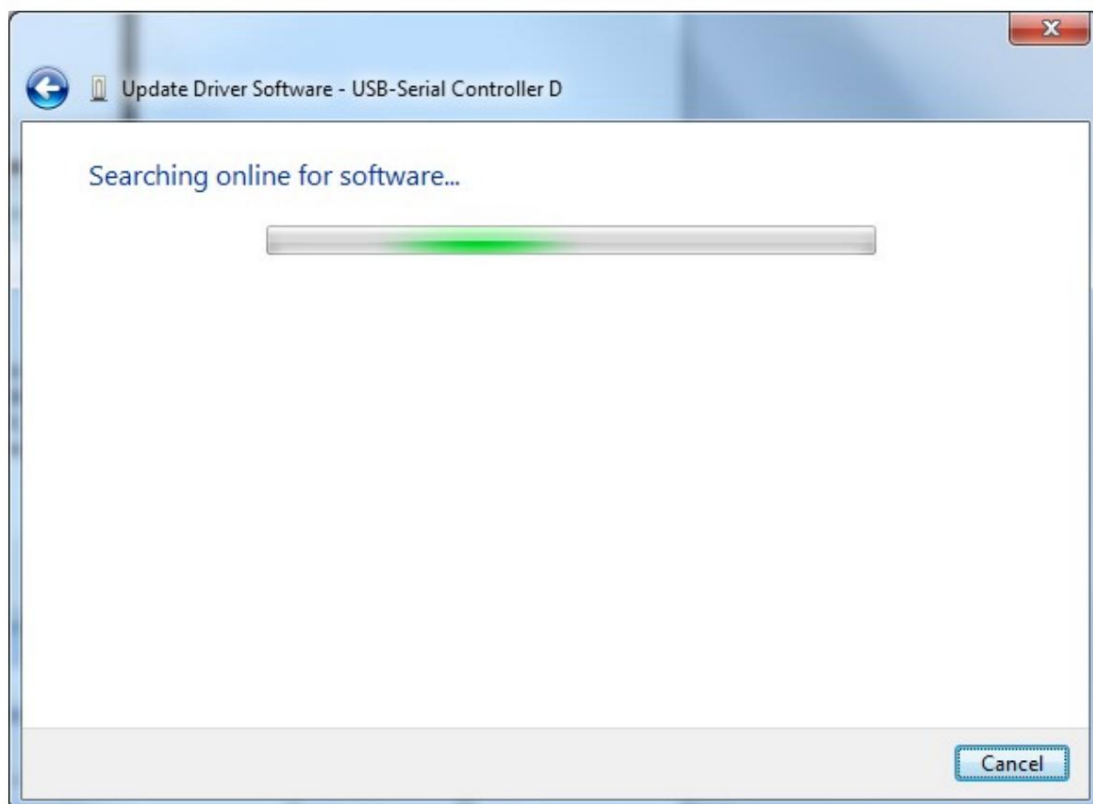 Update Driver Software - USB-Serial Controller D
Searching online for software...
Cancel